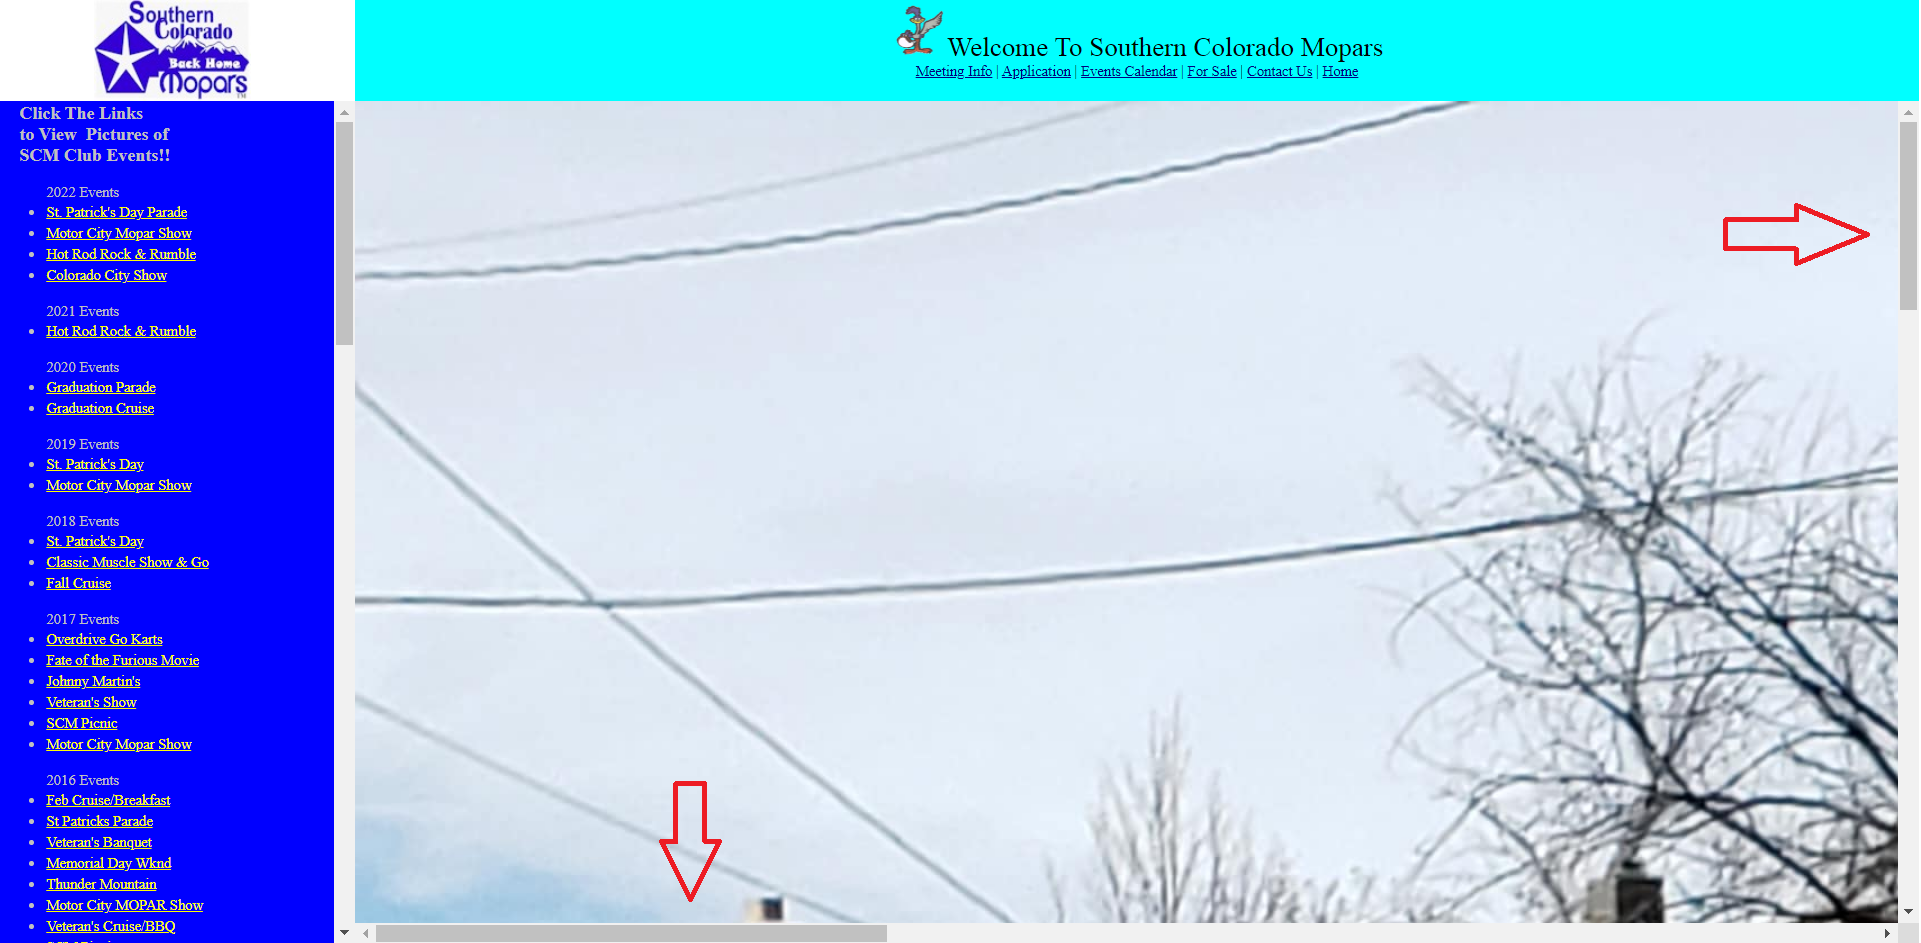 Southern
Colorado
Back Home
Mopars
TM
Welcome To Southern Colorado Mopars
Meeting Info | Application | Events Calendar | For Sale | Contact Us | Home
Click The Links
to View Pictures of
SCM Club Events!!
2022 Events
St. Patrick's Day Parade
Motor City Mopar Show
Hot Rod Rock & Rumble
Colorado City Show
2021 Events
Hot Rod Rock & Rumble
2020 Events
Graduation Parade
Graduation Cruise
2019 Events
St. Patrick's Day
Motor City Mopar Show
2018 Events
St. Patrick's Day
Classic Muscle Show & Go
Fall Cruise
2017 Events
Overdrive Go Karts
Fate of the Furious Movie
Johnny Martin's
Veteran's Show
SCM Picnic
Motor City Mopar Show
2016 Events
Feb Cruise/Breakfast
St Patricks Parade
Veteran's Banquet
Memorial Day Wknd
Thunder Mountain
Motor City MOPAR Show
Veteran's Cruise/BBQ